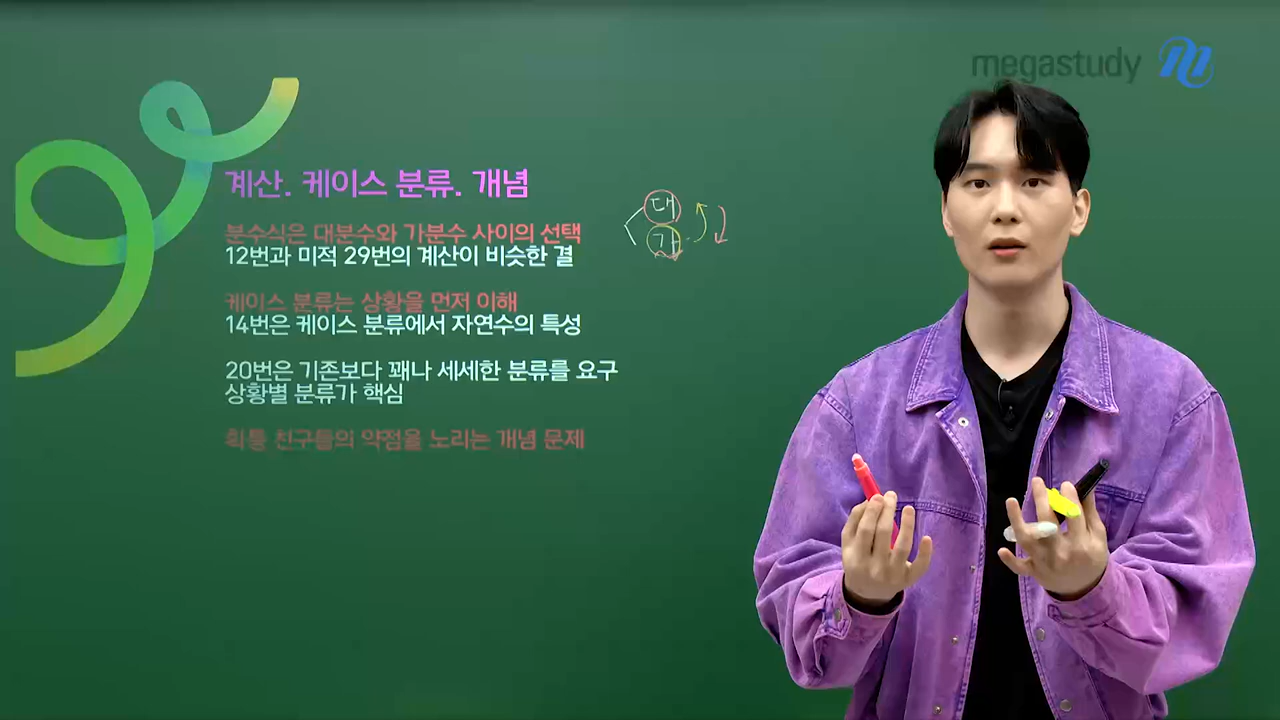 megastudy
계산. 케이스 분류. 개념
분수식은 대분수와 가분수 사이의 선택
12번과 미적 29번의 계산이 비슷한 결
대
가
케이스 분류는 상황을 먼저 이해
14번은 케이스 분류에서 자연수의 특성
20번은 기존보다 꽤나 세세한 분류를 요구
상황별 분류가 핵심
확통 친구들의 약점을 노리는 개념 문제